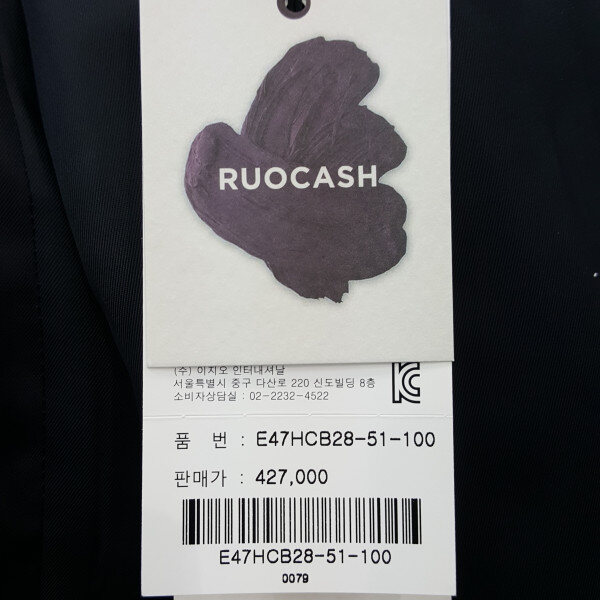 RUOCASH
(주) 이지오 인터내셔날
서울특별시 중구 다산로 220 신도빌딩 8층
소비자상담실 : 02-2232-4522
품 번 : E47HCB28-51-100
판매가 : 427,000
E47HCB28-51-100
0079